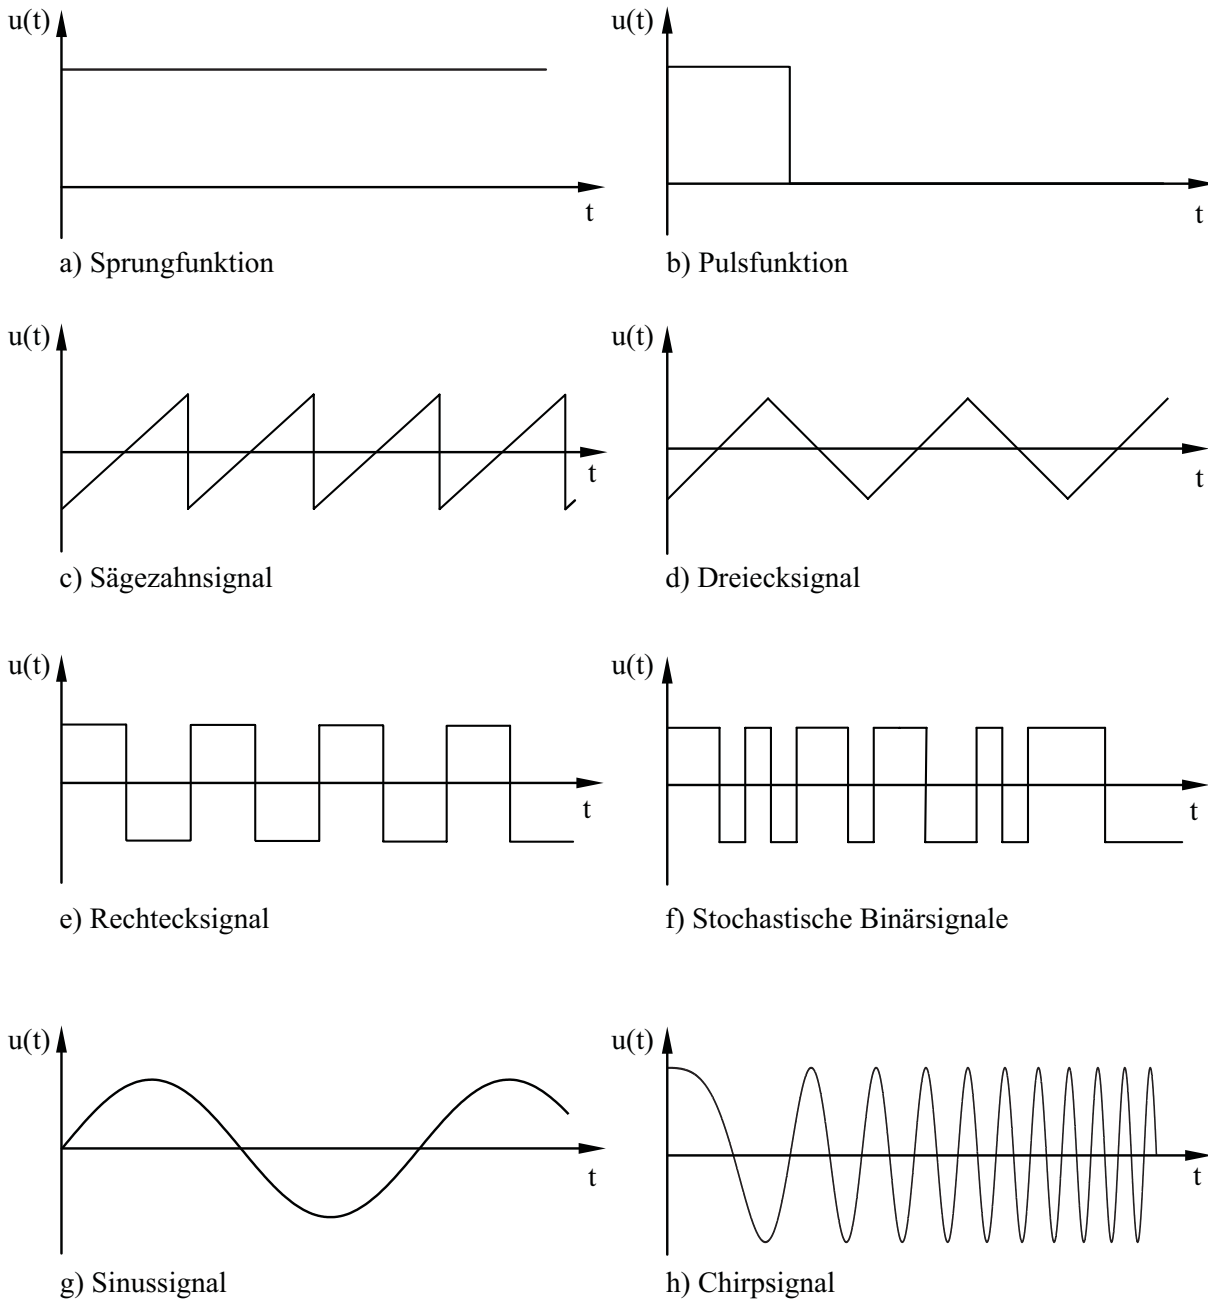 u(t)
t
a) Sprungfunktion
u(t)
t
b) Pulsfunktion
u(t)
t
c) Sägezahnsignal
u(t)
t
d) Dreiecksignal
u(t)
t
e) Rechtecksignal
u(t)
t
f) Stochastische Binärsignale
u(t)
t
g) Sinussignal
u(t)
t
h) Chirpsignal